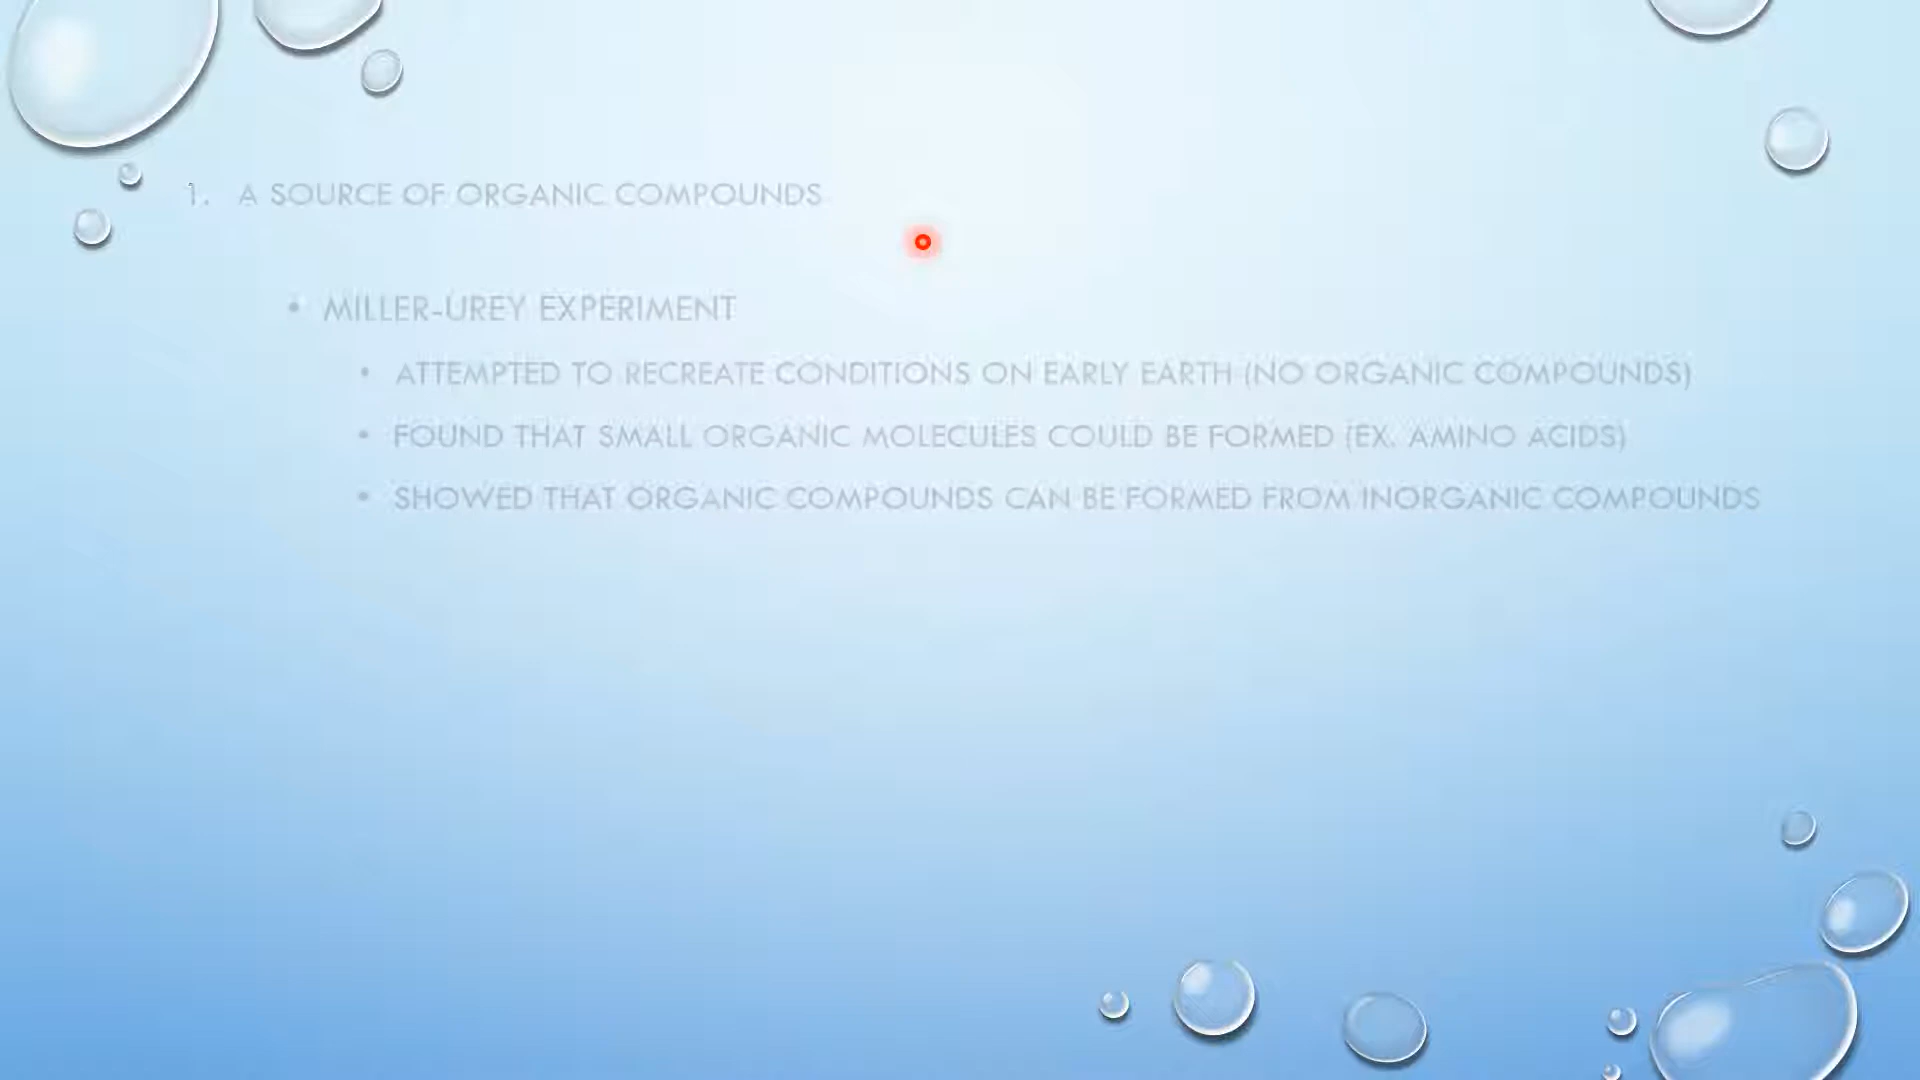 1. A SOURCE OF ORGANIC COMPOUNDS
• MILLER-UREY EXPERIMENT
• ATTEMPTED TO RECREATE CONDITIONS ON EARLY EARTH (NO ORGANIC COMPOUNDS)
• FOUND THAT SMALL ORGANIC MOLECULES COULD BE FORMED (EX. AMINO ACIDS)
• SHOWED THAT ORGANIC COMPOUNDS CAN BE FORMED FROM INORGANIC COMPOUNDS